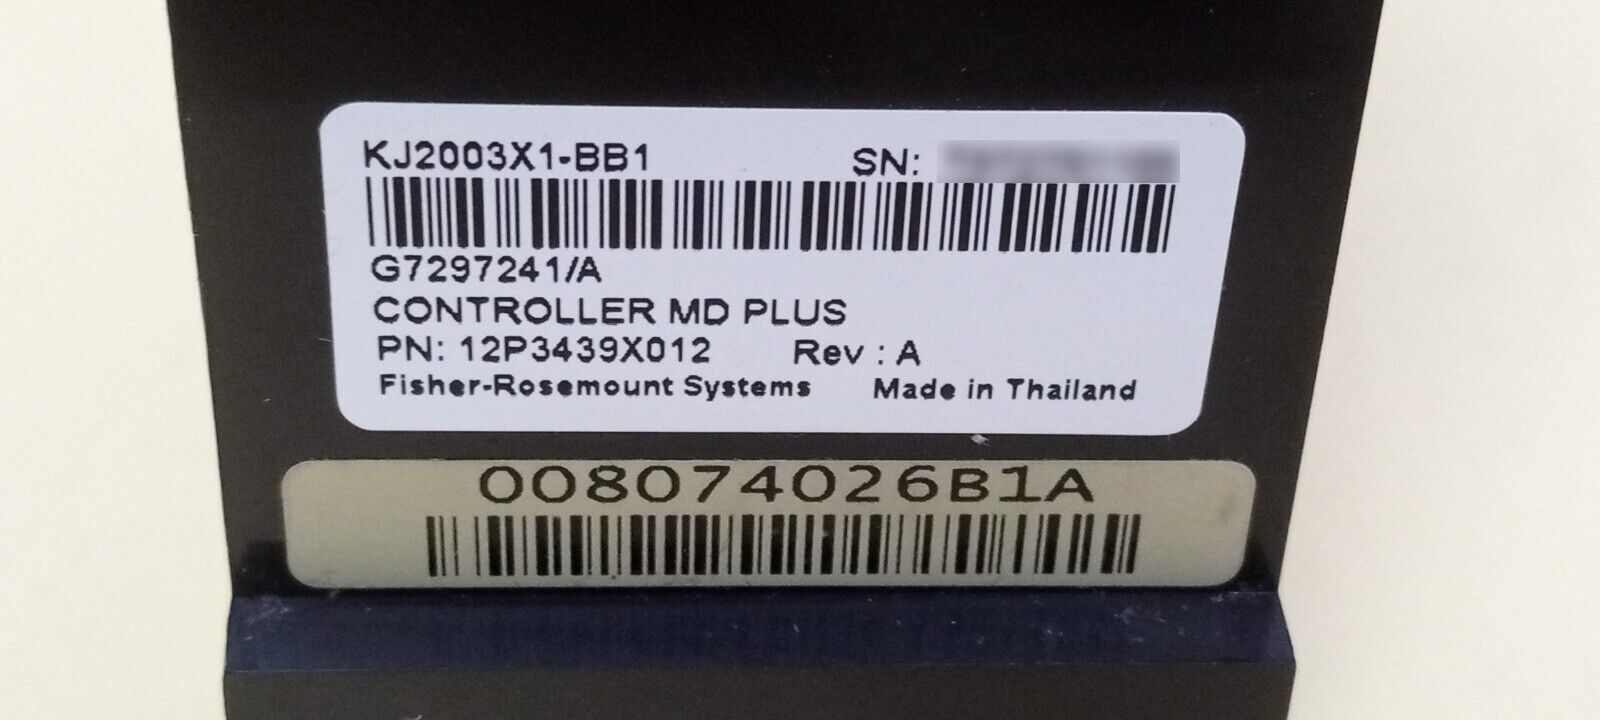 KJ2003X1-BB1 SN:
G7297241/A
CONTROLLER MD PLUS
PN: 12P3439X012 Rev : A
Fisher-Rosemount Systems Made in Thailand
008074026B1A